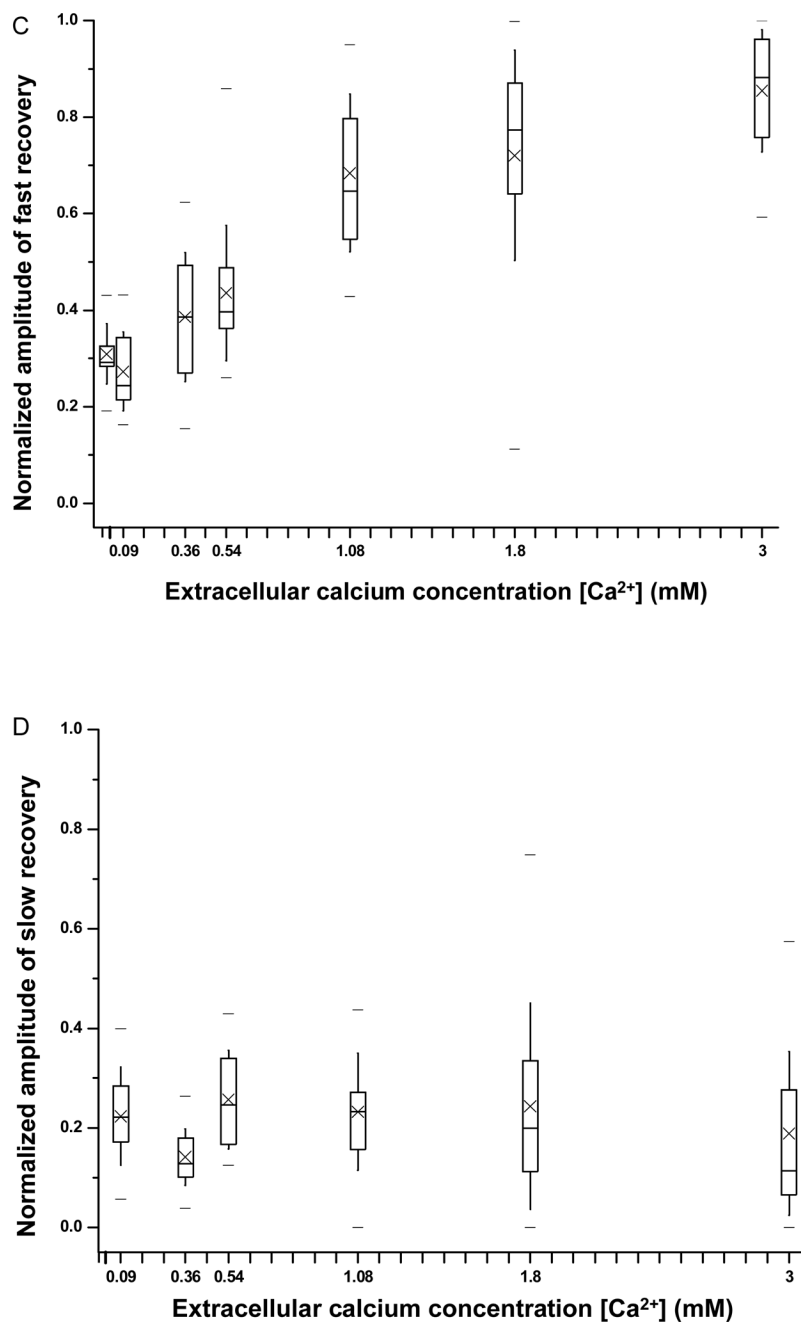 C
Normalized amplitude of fast recovery
1.0
0.8
0.6
0.4
0.2
0.0
0.09 0.36 0.54 1.08 1.8 3
Extracellular calcium concentration [Ca²⁺] (mM)
D
Normalized amplitude of slow recovery
1.0
0.8
0.6
0.4
0.2
0.0
0.09 0.36 0.54 1.08 1.8 3
Extracellular calcium concentration [Ca²⁺] (mM)